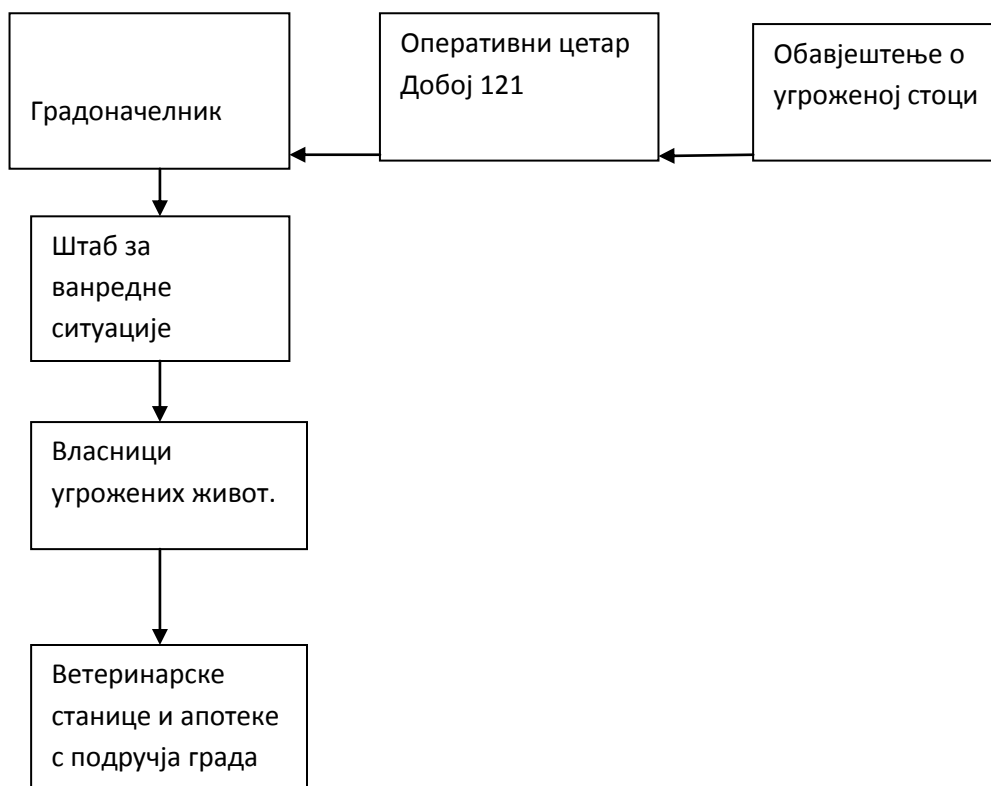 Градоначелник
Оперативни цетар
Добој 121
Обавјештење о
угроженој стоци
Штаб за
ванредне
ситуације
Власници
угрожених живот.
Ветеринарске
станице и апотеке
с подручја града